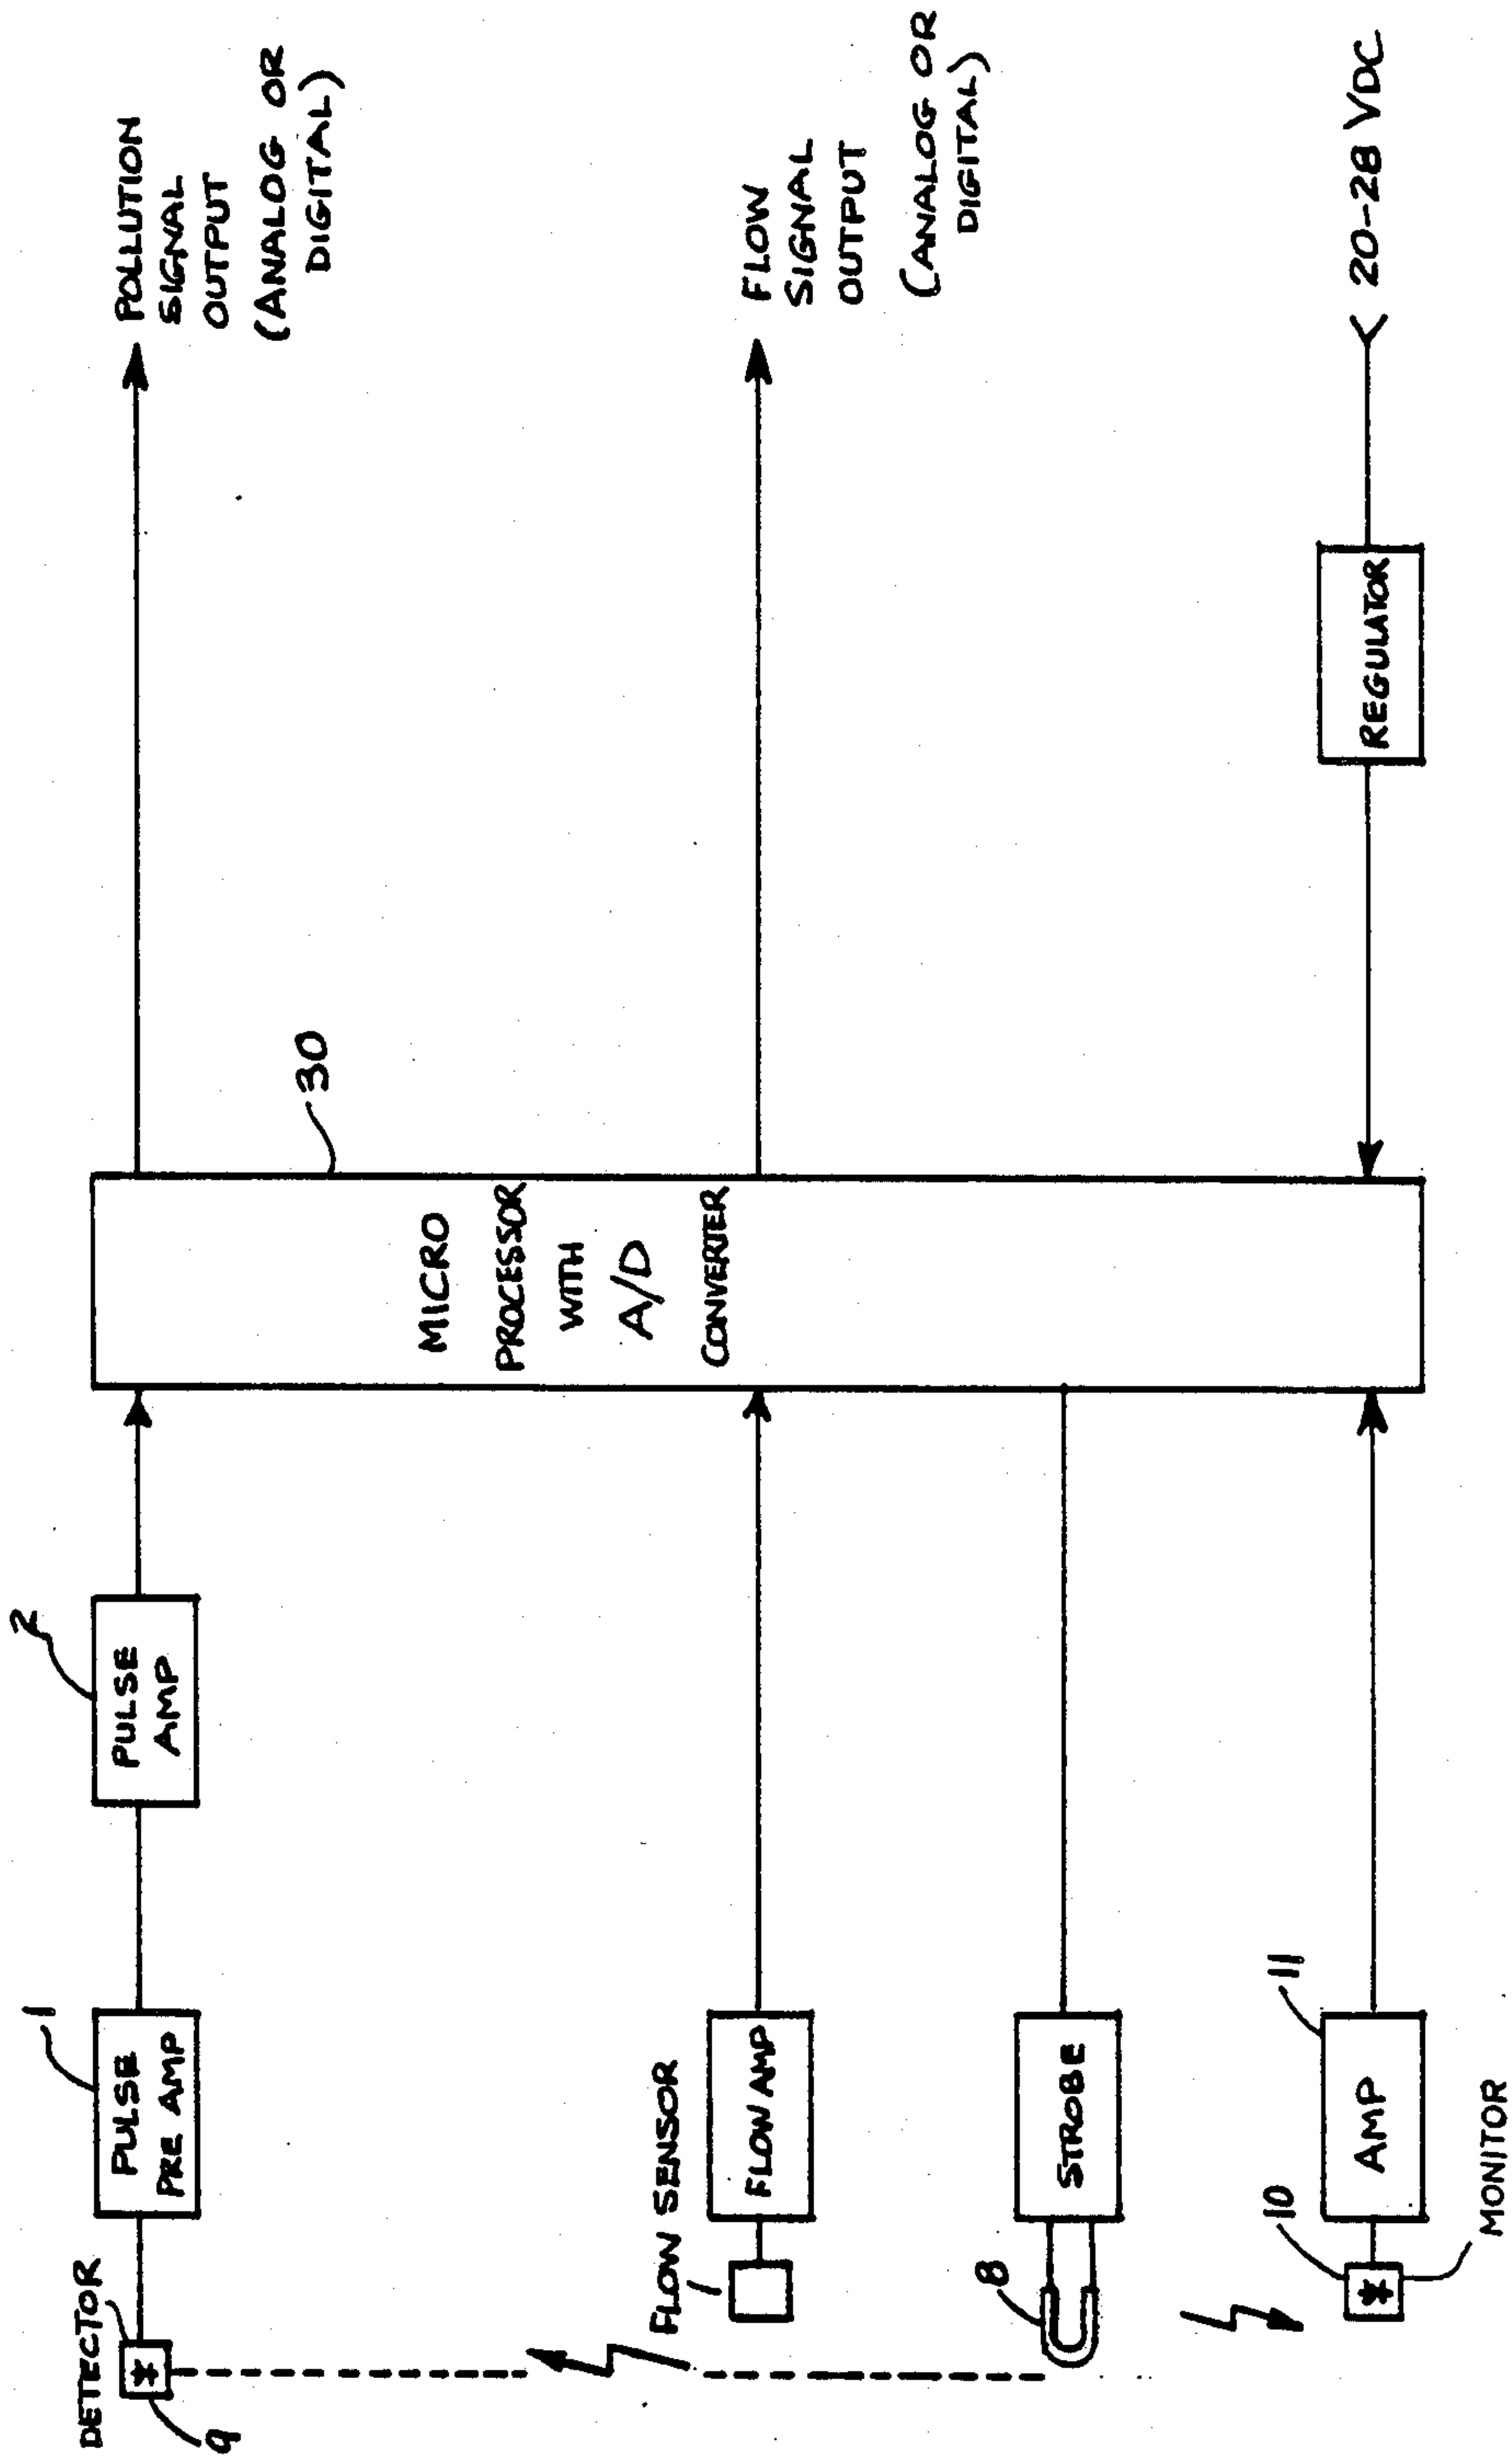 DETECTOR
9
1
PULSE
PRE AMP
2
PULSE
AMP
POLLUTION
SIGNAL
OUTPUT
(ANALOG OR
DIGITAL)
30
MICRO
PROCESSOR
WITH
A/D
CONVERTER
FLOW SENSOR
FLOW AMP
FLOW
SIGNAL
OUTPUT
(ANALOG OR
DIGITAL)
8
STROBE
10
MONITOR
11
AMP
REGULATOR
20-28 VDC